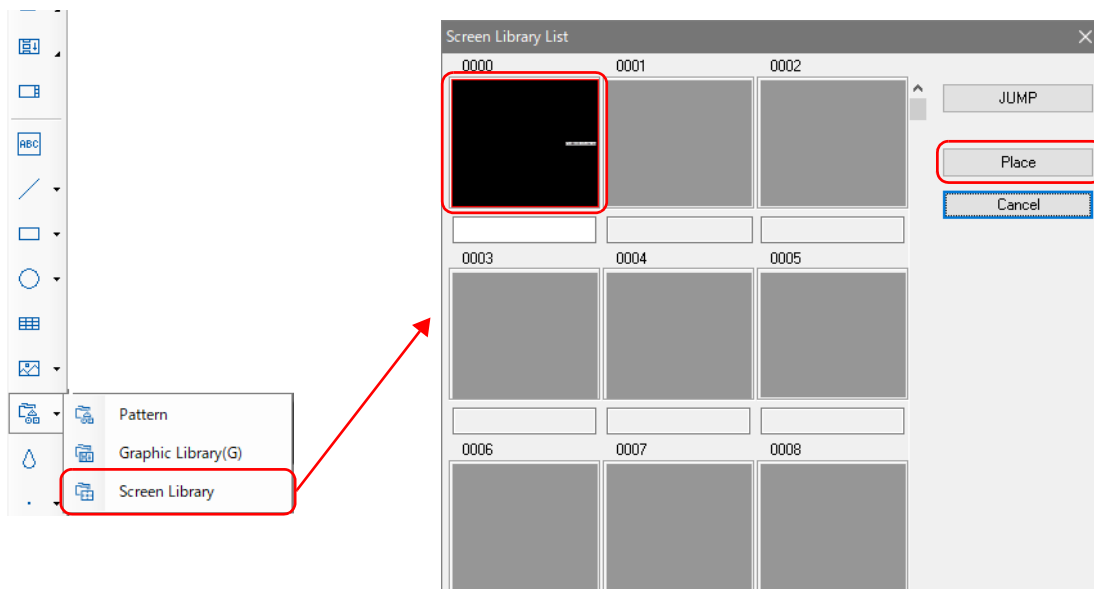 ABC
Pattern
Graphic Library(G)
Screen Library
Screen Library List
0000 0001 0002
JUMP
Place
Cancel
0003 0004 0005
0006 0007 0008